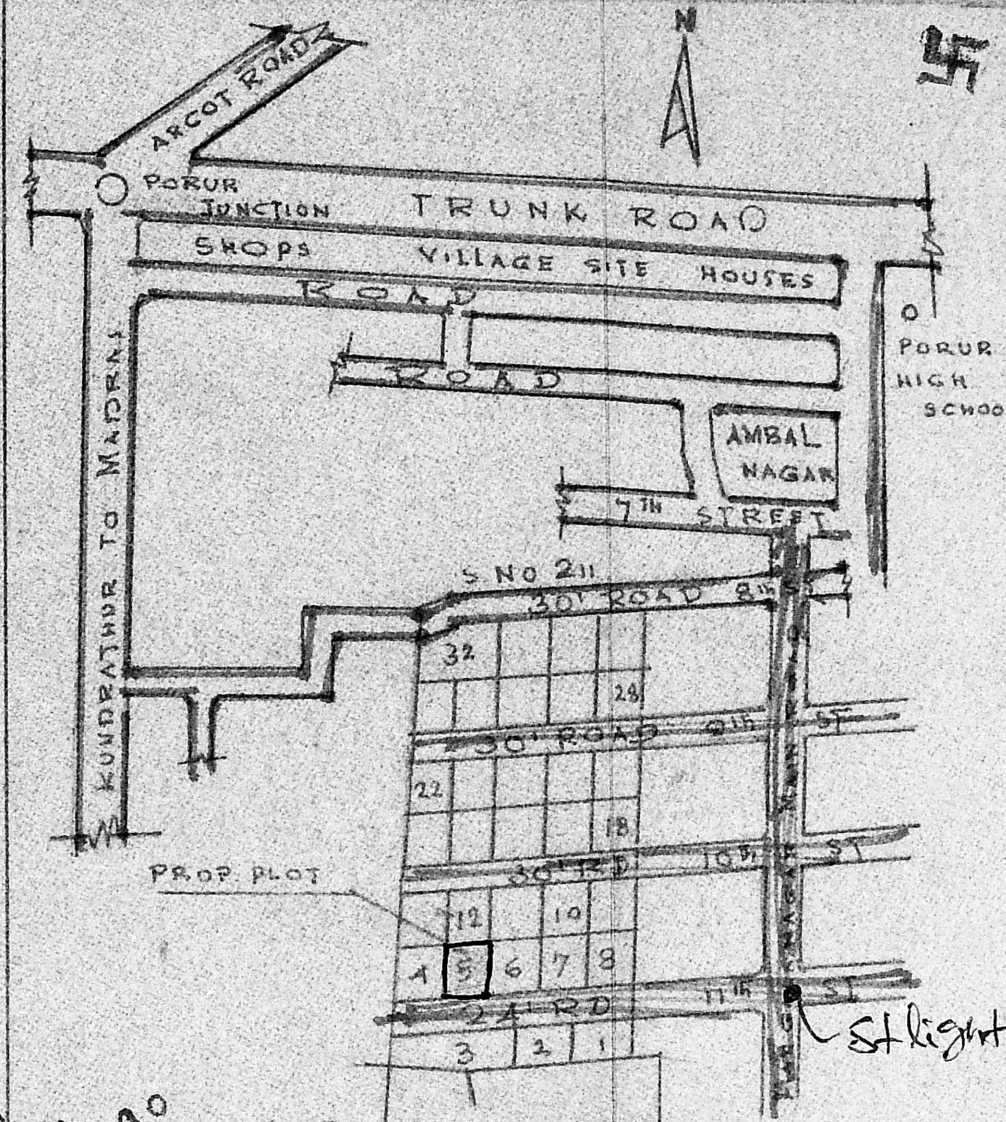 N
ARCOT ROAD
PORUR
JUNCTION
TRUNK ROAD
SHOPS VILLAGE SITE HOUSES
ROAD
PORUR
HIGH
SCHOO
ROAD
AMBAL
NAGAR
KUNDRATHUR TO MADRAS
7TH STREET
S NO 211
30' ROAD 8th
32
28
30' ROAD 9th ST
22
18
30' RD 10th ST
MAIN ROAD
PROP PLOT
12 10
4 5 6 7 8
24' RD 11th ST
3 2 1
St light